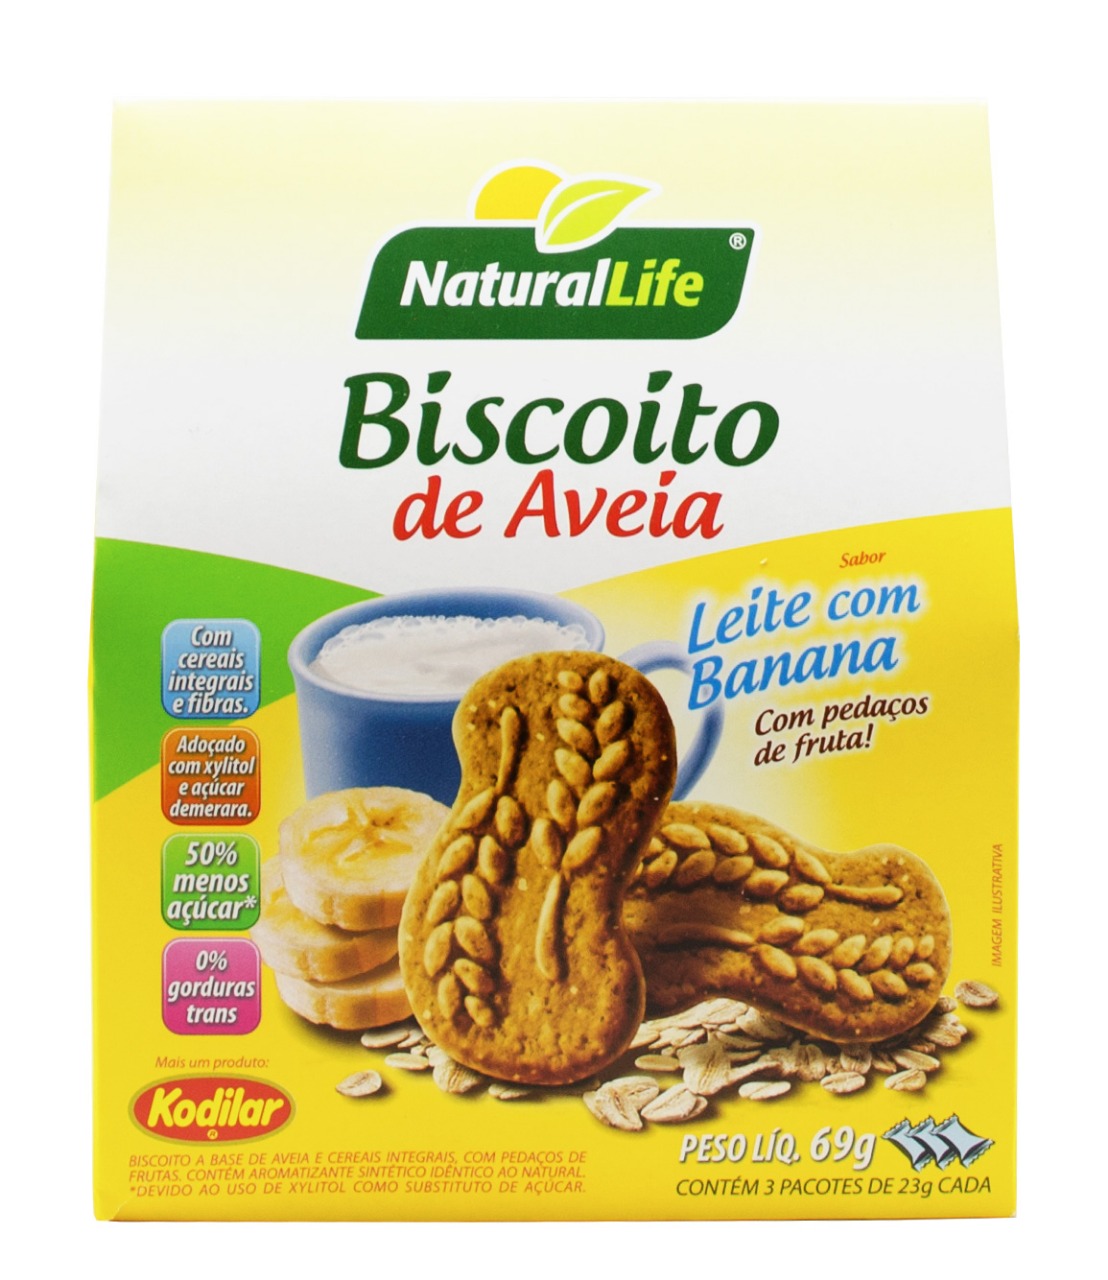 NaturalLife®
Biscoito
de Aveia
Sabor
Leite com
Banana
Com pedaços
de fruta!
Com
cereais
integrais
e fibras.
Adoçado
com xylitol
e açúcar
demerara.
50%
menos
açúcar*
0%
gorduras
trans
IMAGEM ILUSTRATIVA
Mais um produto:
Kodilar
®
BISCOITO A BASE DE AVEIA E CEREAIS INTEGRAIS, COM PEDAÇOS DE
FRUTAS. CONTÉM AROMATIZANTE SINTÉTICO IDÊNTICO AO NATURAL.
*DEVIDO AO USO DE XYLITOL COMO SUBSTITUTO DE AÇÚCAR.
PESO LÍQ. 69g
CONTÉM 3 PACOTES DE 23g CADA